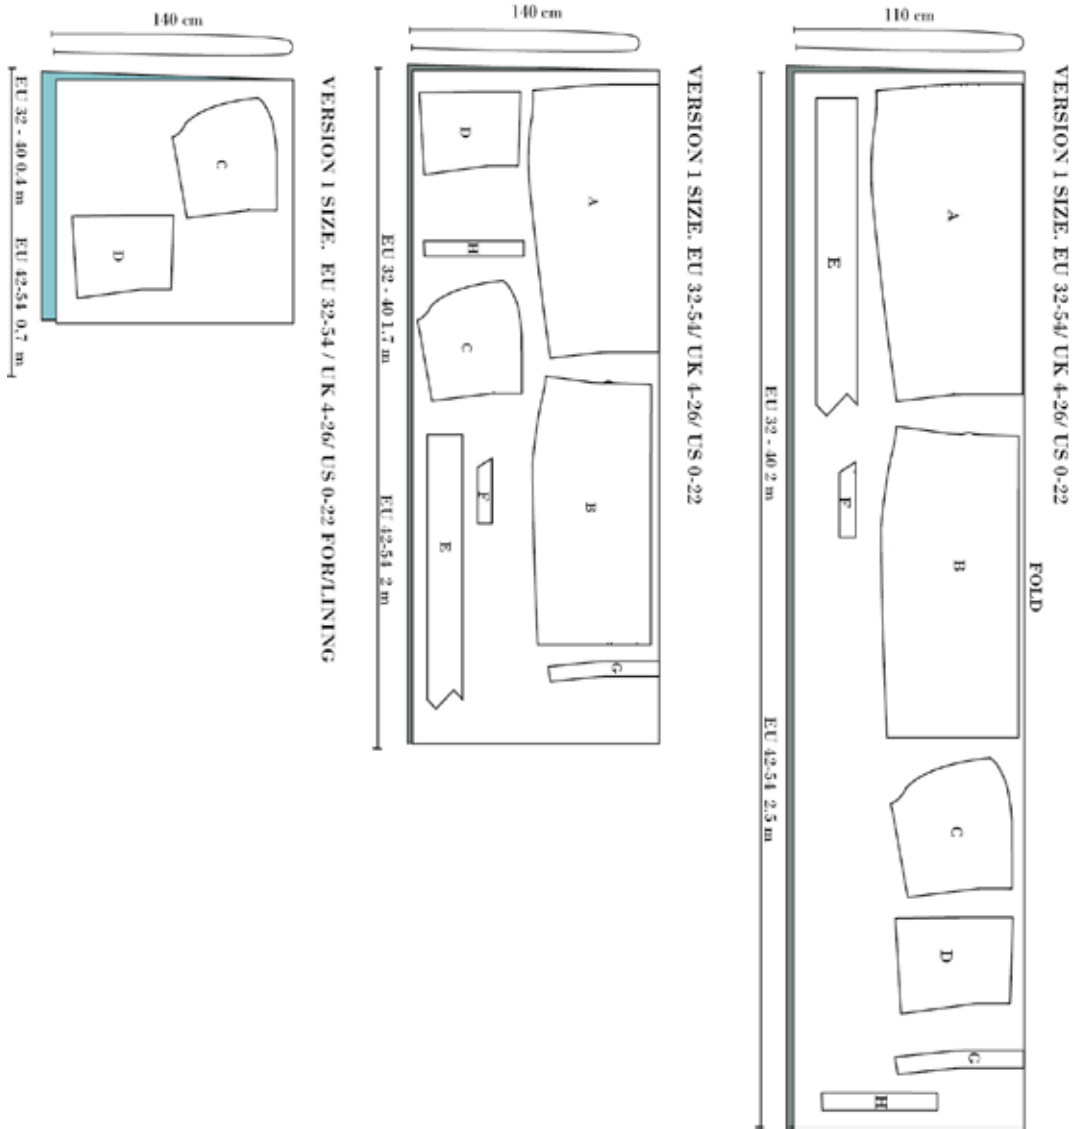 140 cm
EU 32 - 40 0.4 m EU 42-54 0.7 m
C
D
VERSION 1 SIZE. EU 32-54 / UK 4-26/ US 0-22 FOR/LINING
140 cm
EU 32 - 40 1.7 m EU 42-54 2 m
D
A
H
C
B
F
E
G
VERSION 1 SIZE. EU 32-54/ UK 4-26/ US 0-22
110 cm
EU 32 - 40 2 m EU 42-54 2.5 m
A
E
F
B
C
D
G
H
FOLD
VERSION 1 SIZE. EU 32-54/ UK 4-26/ US 0-22